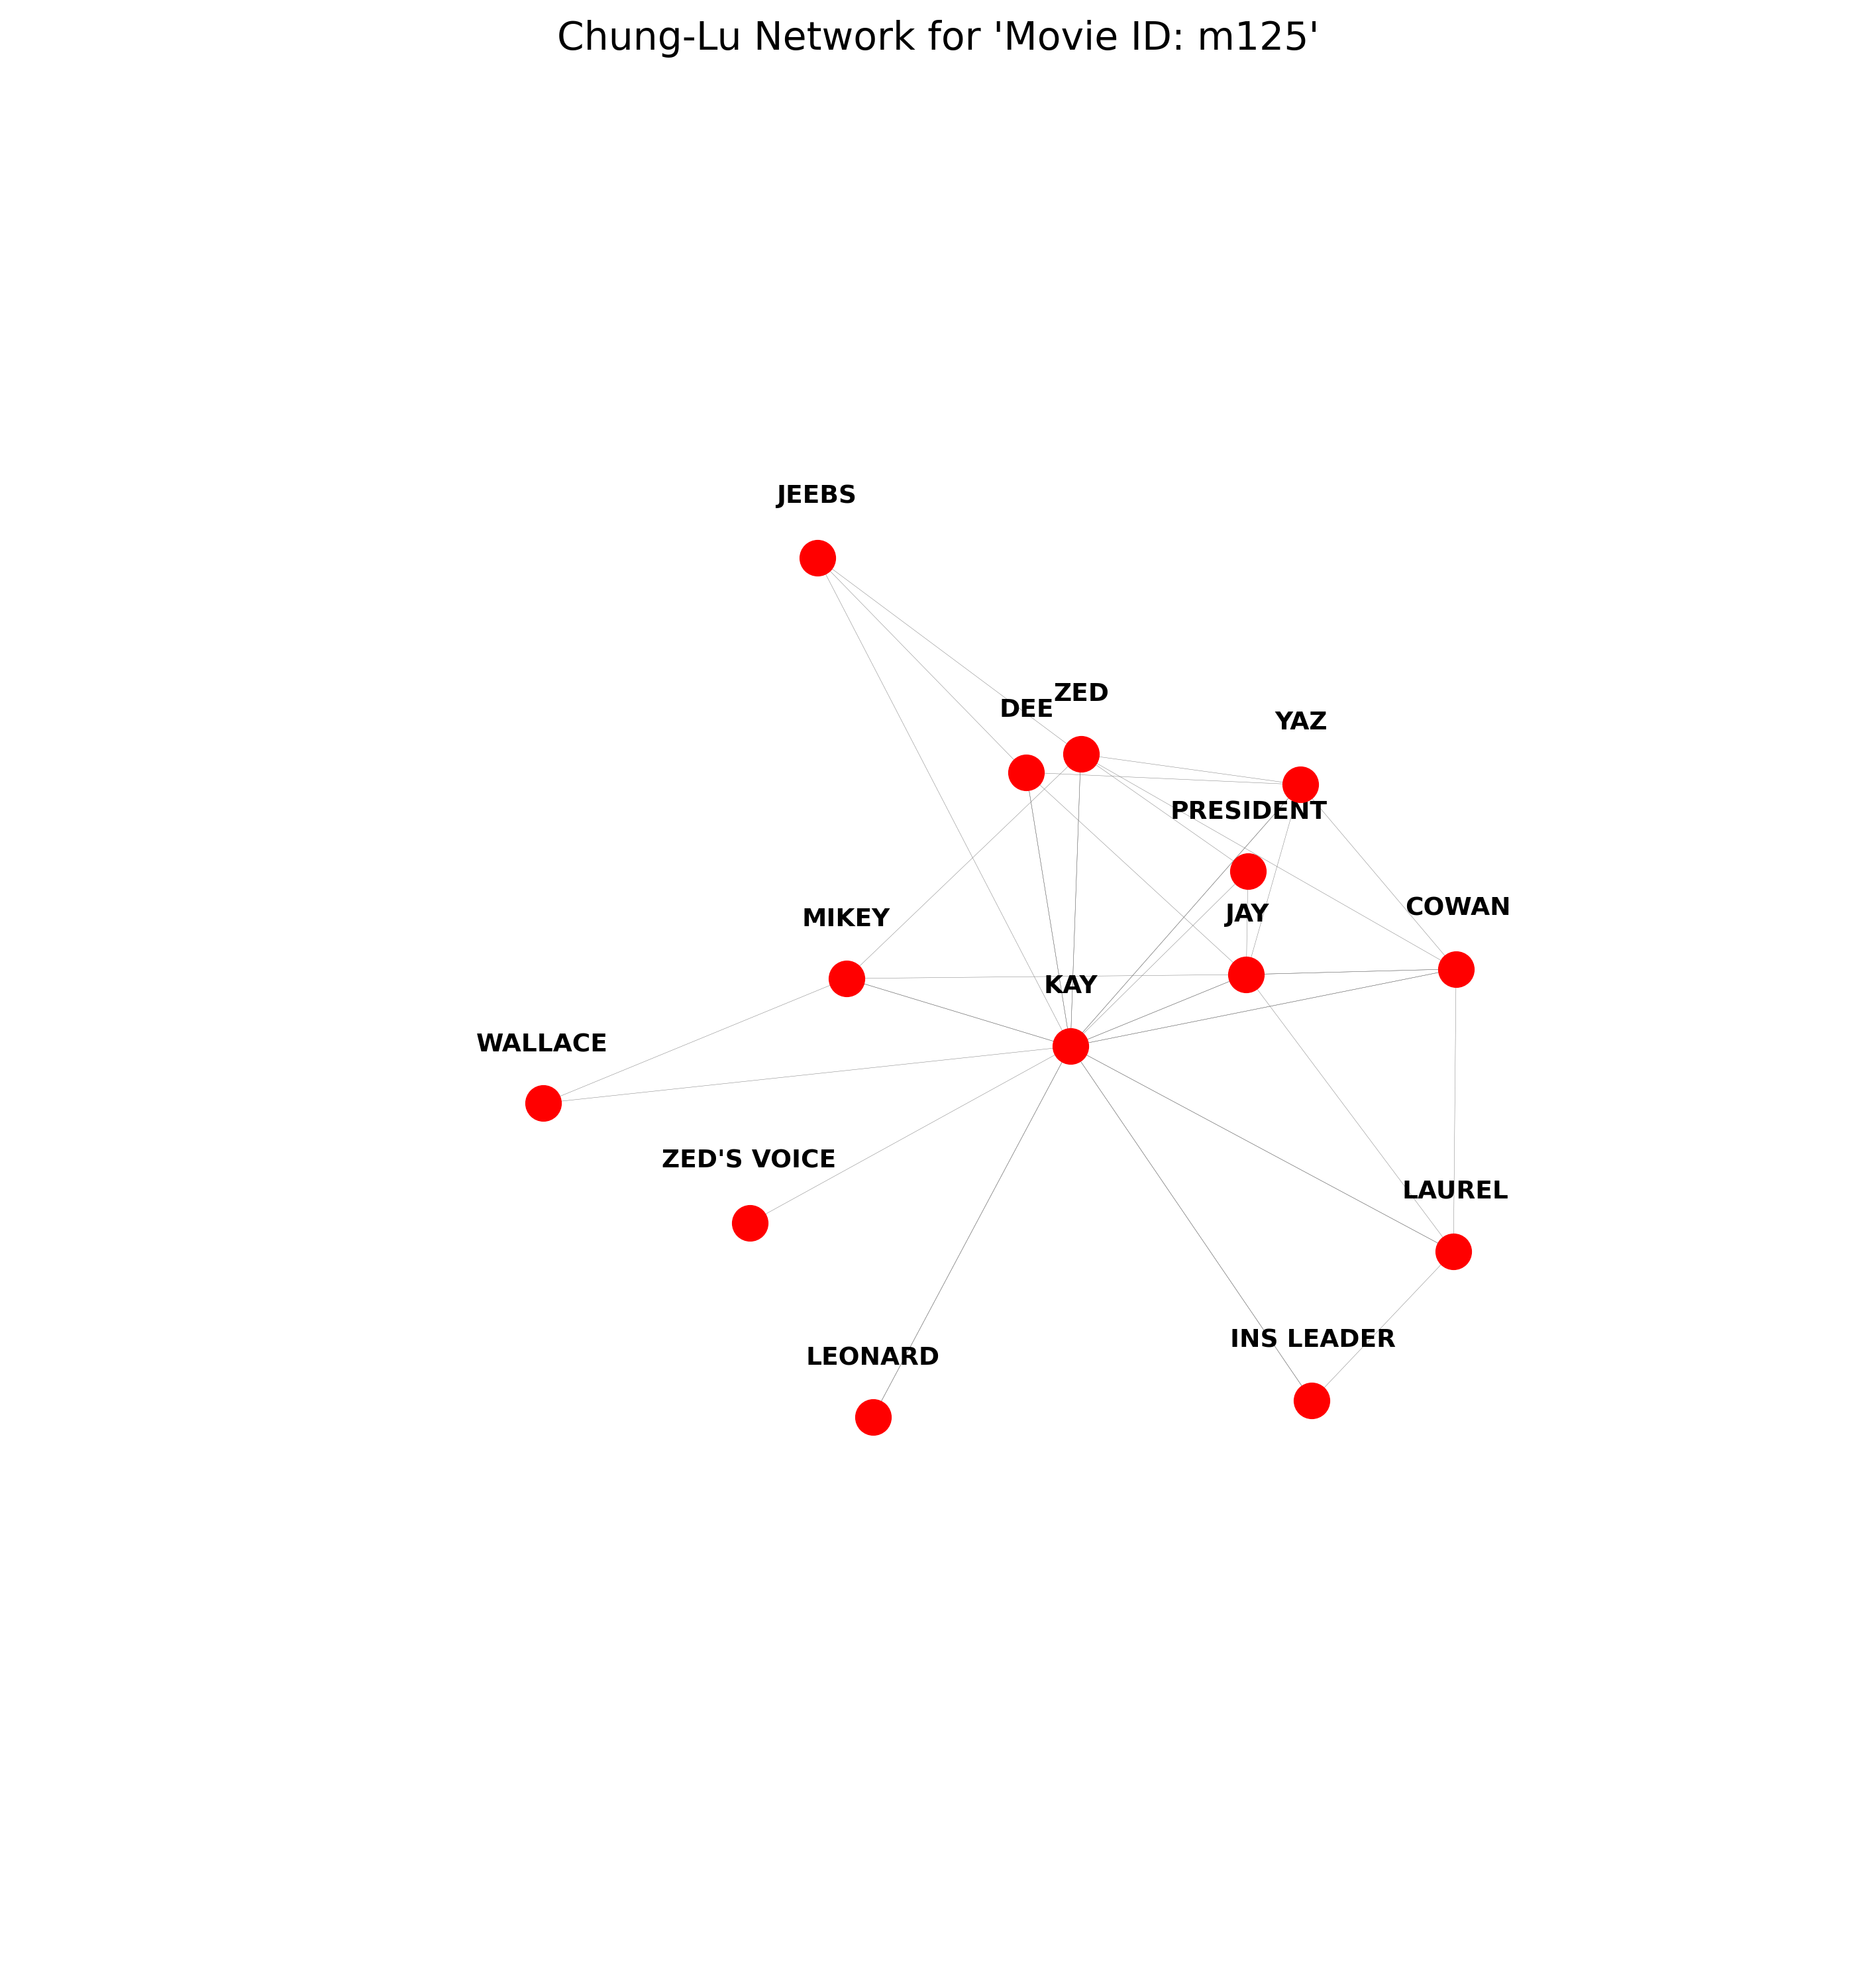 Chung-Lu Network for 'Movie ID: m125'
JEEBS
ZED
DEE
YAZ
PRESIDENT
COWAN
JAY
MIKEY
KAY
WALLACE
ZED'S VOICE
LAUREL
INS LEADER
LEONARD